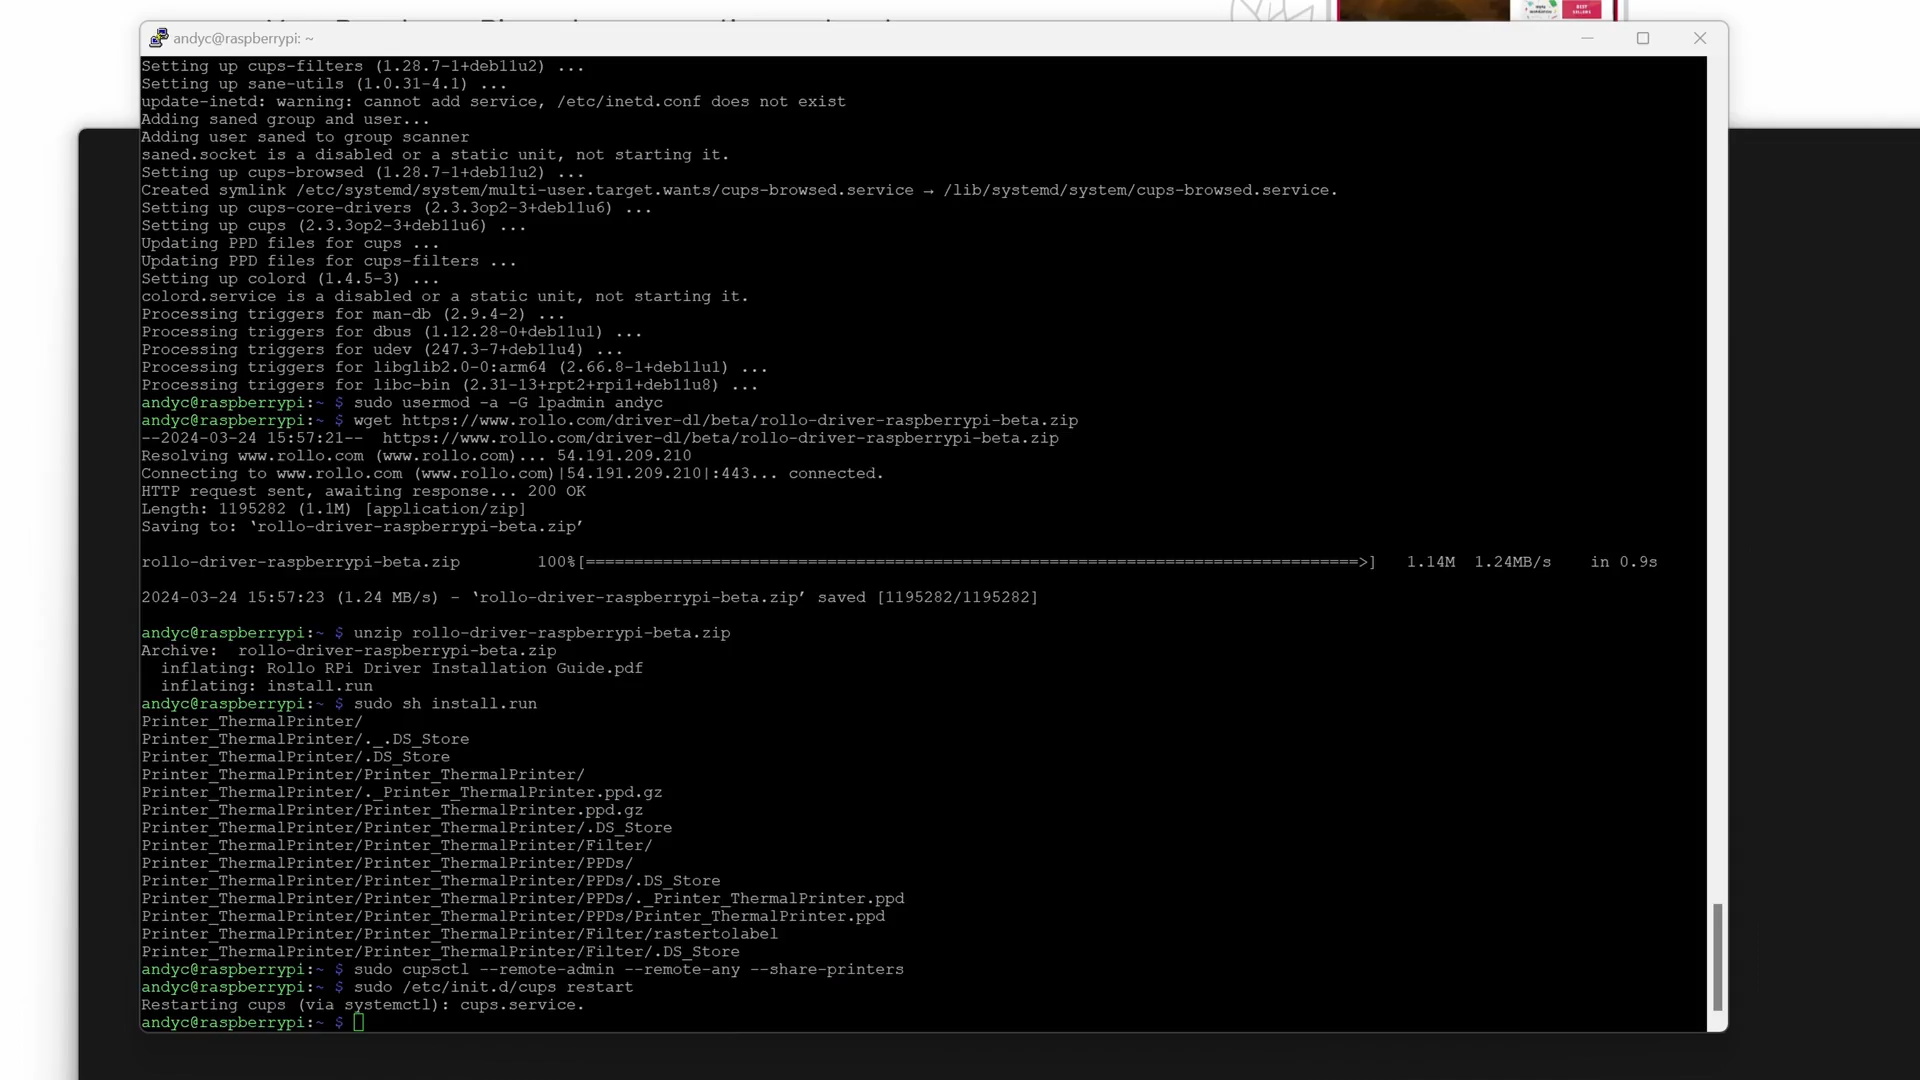 andyc@raspberrypi: ~
Setting up cups-filters (1.28.7-1+deb11u2) ...
Setting up sane-utils (1.0.31-4.1) ...
update-inetd: warning: cannot add service, /etc/inetd.conf does not exist
Adding saned group and user...
Adding user saned to group scanner
saned.socket is a disabled or a static unit, not starting it.
Setting up cups-browsed (1.28.7-1+deb11u2) ...
Created symlink /etc/systemd/system/multi-user.target.wants/cups-browsed.service → /lib/systemd/system/cups-browsed.service.
Setting up cups-core-drivers (2.3.3op2-3+deb11u6) ...
Setting up cups (2.3.3op2-3+deb11u6) ...
Updating PPD files for cups ...
Updating PPD files for cups-filters ...
Setting up colord (1.4.5-3) ...
colord.service is a disabled or a static unit, not starting it.
Processing triggers for man-db (2.9.4-2) ...
Processing triggers for dbus (1.12.28-0+deb11u1) ...
Processing triggers for udev (247.3-7+deb11u4) ...
Processing triggers for libglib2.0-0:arm64 (2.66.8-1+deb11u1) ...
Processing triggers for libc-bin (2.31-13+rpt2+rpi1+deb11u8) ...
andyc@raspberrypi:~ $ sudo usermod -a -G lpadmin andyc
andyc@raspberrypi:~ $ wget https://www.rollo.com/driver-dl/beta/rollo-driver-raspberrypi-beta.zip
--2024-03-24 15:57:21--  https://www.rollo.com/driver-dl/beta/rollo-driver-raspberrypi-beta.zip
Resolving www.rollo.com (www.rollo.com)... 54.191.209.210
Connecting to www.rollo.com (www.rollo.com)|54.191.209.210|:443... connected.
HTTP request sent, awaiting response... 200 OK
Length: 1195282 (1.1M) [application/zip]
Saving to: ‘rollo-driver-raspberrypi-beta.zip’
rollo-driver-raspberrypi-beta.zip        100%[================================================================================>]   1.14M  1.24MB/s    in 0.9s
2024-03-24 15:57:23 (1.24 MB/s) - ‘rollo-driver-raspberrypi-beta.zip’ saved [1195282/1195282]
andyc@raspberrypi:~ $ unzip rollo-driver-raspberrypi-beta.zip
Archive:  rollo-driver-raspberrypi-beta.zip
  inflating: Rollo RPi Driver Installation Guide.pdf
  inflating: install.run
andyc@raspberrypi:~ $ sudo sh install.run
Printer_ThermalPrinter/
Printer_ThermalPrinter/._.DS_Store
Printer_ThermalPrinter/.DS_Store
Printer_ThermalPrinter/Printer_ThermalPrinter/
Printer_ThermalPrinter/._Printer_ThermalPrinter.ppd.gz
Printer_ThermalPrinter/Printer_ThermalPrinter.ppd.gz
Printer_ThermalPrinter/Printer_ThermalPrinter/.DS_Store
Printer_ThermalPrinter/Printer_ThermalPrinter/Filter/
Printer_ThermalPrinter/Printer_ThermalPrinter/PPDs/
Printer_ThermalPrinter/Printer_ThermalPrinter/PPDs/.DS_Store
Printer_ThermalPrinter/Printer_ThermalPrinter/PPDs/._Printer_ThermalPrinter.ppd
Printer_ThermalPrinter/Printer_ThermalPrinter/PPDs/Printer_ThermalPrinter.ppd
Printer_ThermalPrinter/Printer_ThermalPrinter/Filter/rastertolabel
Printer_ThermalPrinter/Printer_ThermalPrinter/Filter/.DS_Store
andyc@raspberrypi:~ $ sudo cupsctl --remote-admin --remote-any --share-printers
andyc@raspberrypi:~ $ sudo /etc/init.d/cups restart
Restarting cups (via systemctl): cups.service.
andyc@raspberrypi:~ $